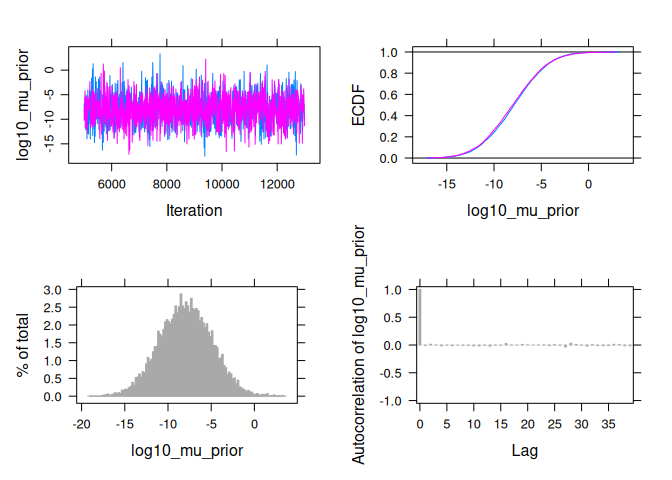 log10_mu_prior
0
-5
-10
-15
6000 8000 10000 12000
Iteration
ECDF
1.0
0.8
0.6
0.4
0.2
0.0
-15 -10 -5 0
log10_mu_prior
% of total
3.0
2.5
2.0
1.5
1.0
0.5
0.0
-20 -15 -10 -5 0
log10_mu_prior
Autocorrelation of log10_mu_prior
1.0
0.5
0.0
-0.5
-1.0
0 5 10 15 20 25 30 35
Lag